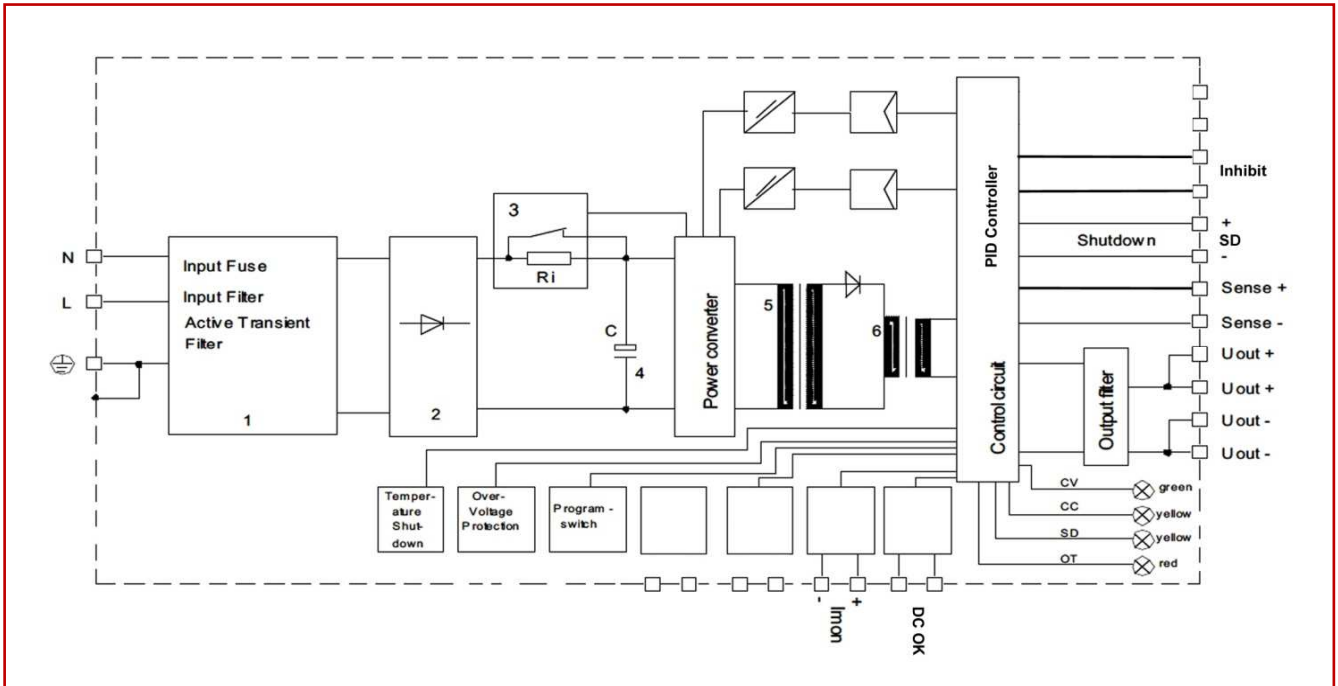 Inhibit
+
Shutdown
SD
-
Sense +
Sense -
Uout +
Uout +
Uout -
Uout -
PID Controller
Control circuit
Output filter
N
L
Input Fuse
Input Filter
Active Transient
Filter
1
2
3
Ri
C
4
Power converter
5
6
Temper-
ature
Shut-
down
Over-
Voltage
Protection
Program -
switch
CV
green
CC
yellow
SD
yellow
OT
red
-
+
Imon
DC OK